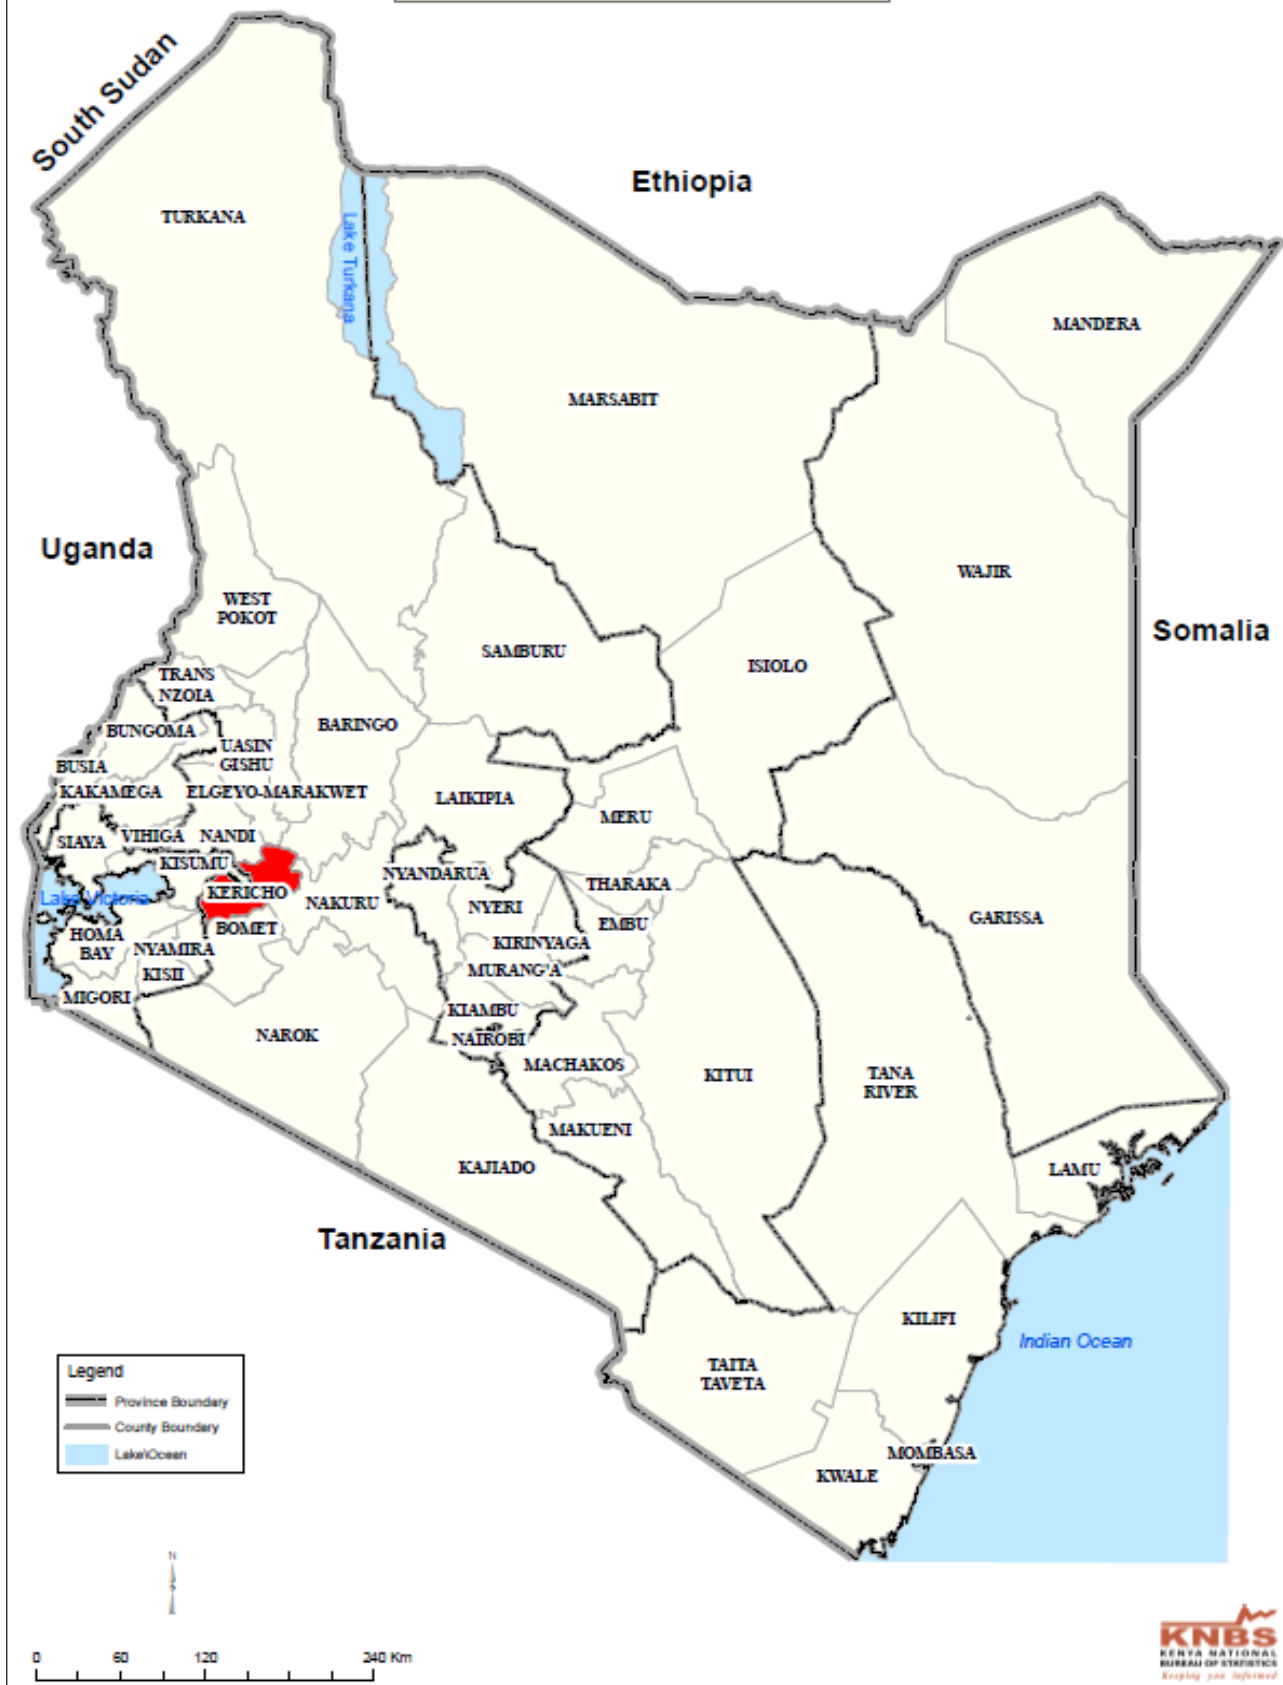 South Sudan
Ethiopia
TURKANA
Lake Turkana
MANDERA
MARSABIT
Uganda
WAJIR
WEST
POKOT
Somalia
SAMBURU
ISIOLO
TRANS
NZOIA
BARINGO
BUNGOMA
UASIN
GISHU
BUSIA
KAKAMEGA
ELGEYO-MARAKWET
LAIKIPIA
MERU
SIAYA
VIHIGA
NANDI
KISUMU
NYANDARUA
THARAKA
KERICHO
Lake Victoria
NAKURU
NYERI
GARISSA
EMBU
BOMET
HOMA
BAY
NYAMIRA
KIRINYAGA
KISII
MURANG'A
MIGORI
KIAMBU
NAROK
NAIROBI
MACHAKOS
KITUI
TANA
RIVER
MAKUENI
KAJIADO
LAMU
Tanzania
KILIFI
Indian Ocean
TAITA
TAVETA
MOMBASA
KWALE
Legend
Province Boundary
County Boundary
Lake\Ocean
N
0 60 120 240 Km
KNBS
KENYA NATIONAL
BUREAU OF STATISTICS
Keeping you informed